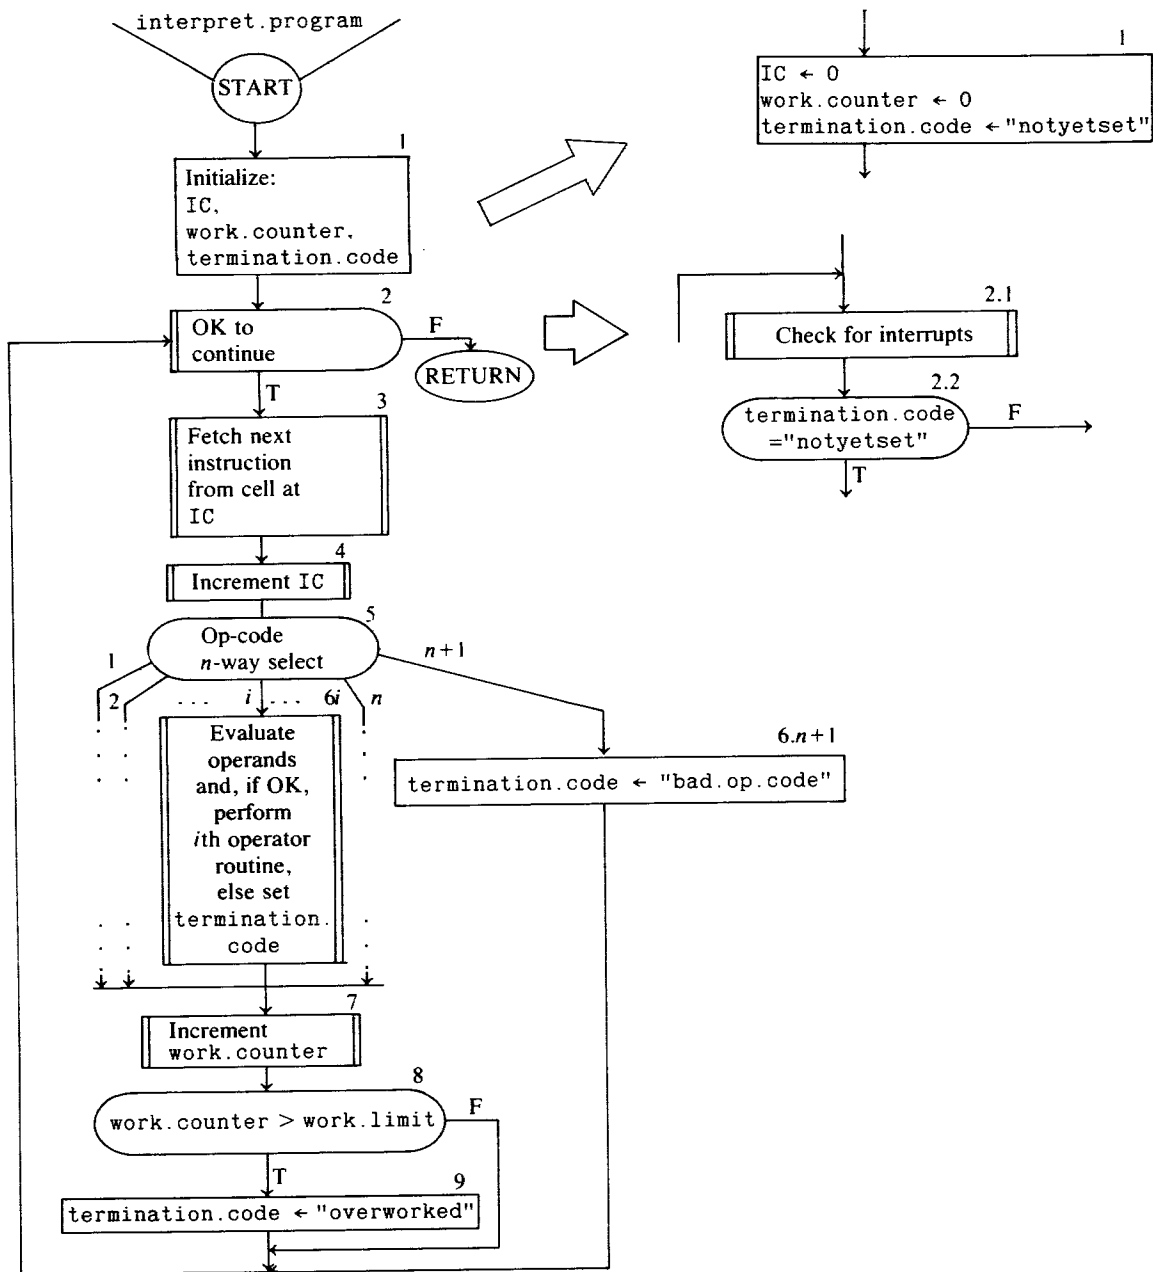 interpret.program
START
1
Initialize:
IC,
work.counter,
termination.code
2
OK to
continue
F
RETURN
T
3
Fetch next
instruction
from cell at
IC
4
Increment IC
5
Op-code
n-way select
1
2
... i ... 6i n
n+1
Evaluate
operands
and, if OK,
perform
ith operator
routine,
else set
termination.
code
6.n+1
termination.code ← "bad.op.code"
7
Increment
work.counter
8
work.counter > work.limit
F
T
9
termination.code ← "overworked"
1
IC ← 0
work.counter ← 0
termination.code ← "notyetset"
2.1
Check for interrupts
2.2
termination.code
="notyetset"
F
T